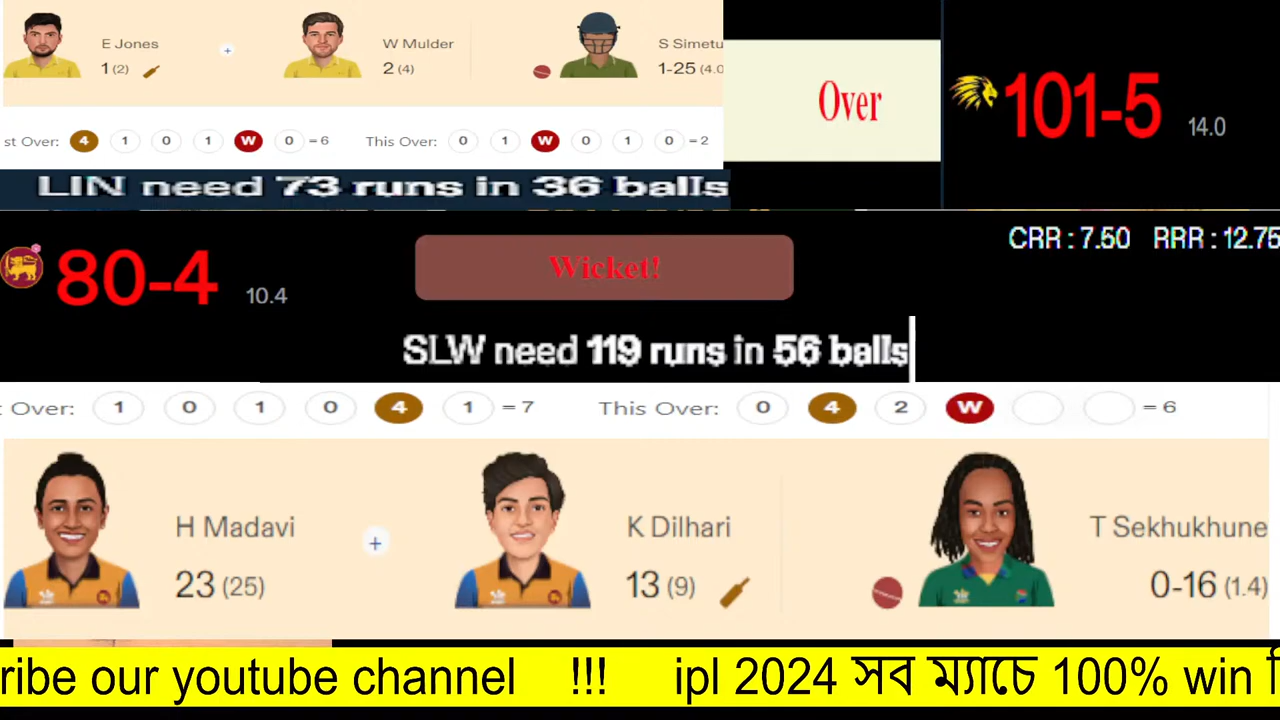 E Jones
1 (2)
+
W Mulder
2 (4)
S Simetu
1-25 (4.0
st Over: 4 1 0 1 W 0 = 6
This Over: 0 1 W 0 1 0 = 2
Over
101-5 14.0
LIN need 73 runs in 36 balls
80-4 10.4
Wicket!
CRR : 7.50 RRR : 12.75
SLW need 119 runs in 56 balls
t Over: 1 0 1 0 4 1 = 7
This Over: 0 4 2 W = 6
H Madavi
23 (25)
+
K Dilhari
13 (9)
T Sekhukhune
0-16 (1.4)
ribe our youtube channel !!! ipl 2024 সব ম্যাচে 100% win